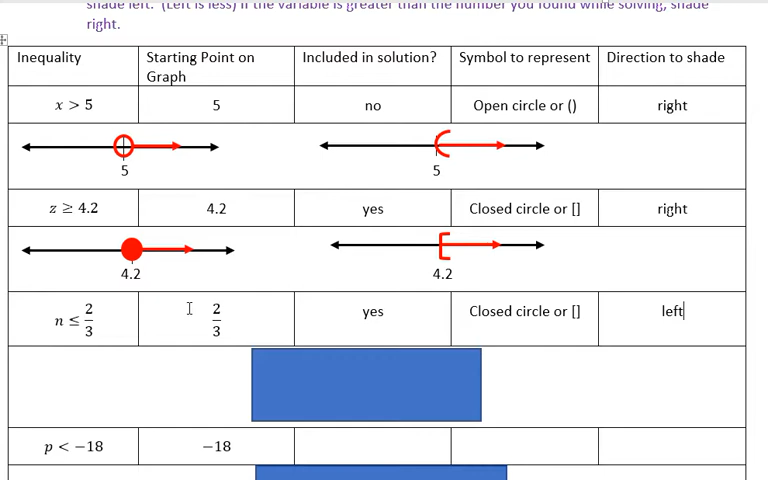 shade left. (Left is less) If the variable is greater than the number you found while solving, shade
right.
Inequality Starting Point on Graph Included in solution? Symbol to represent Direction to shade
x > 5 5 no Open circle or () right
5 5
z ≥ 4.2 4.2 yes Closed circle or [] right
4.2 4.2
n ≤ 2/3 2/3 yes Closed circle or [] left
p < −18 −18